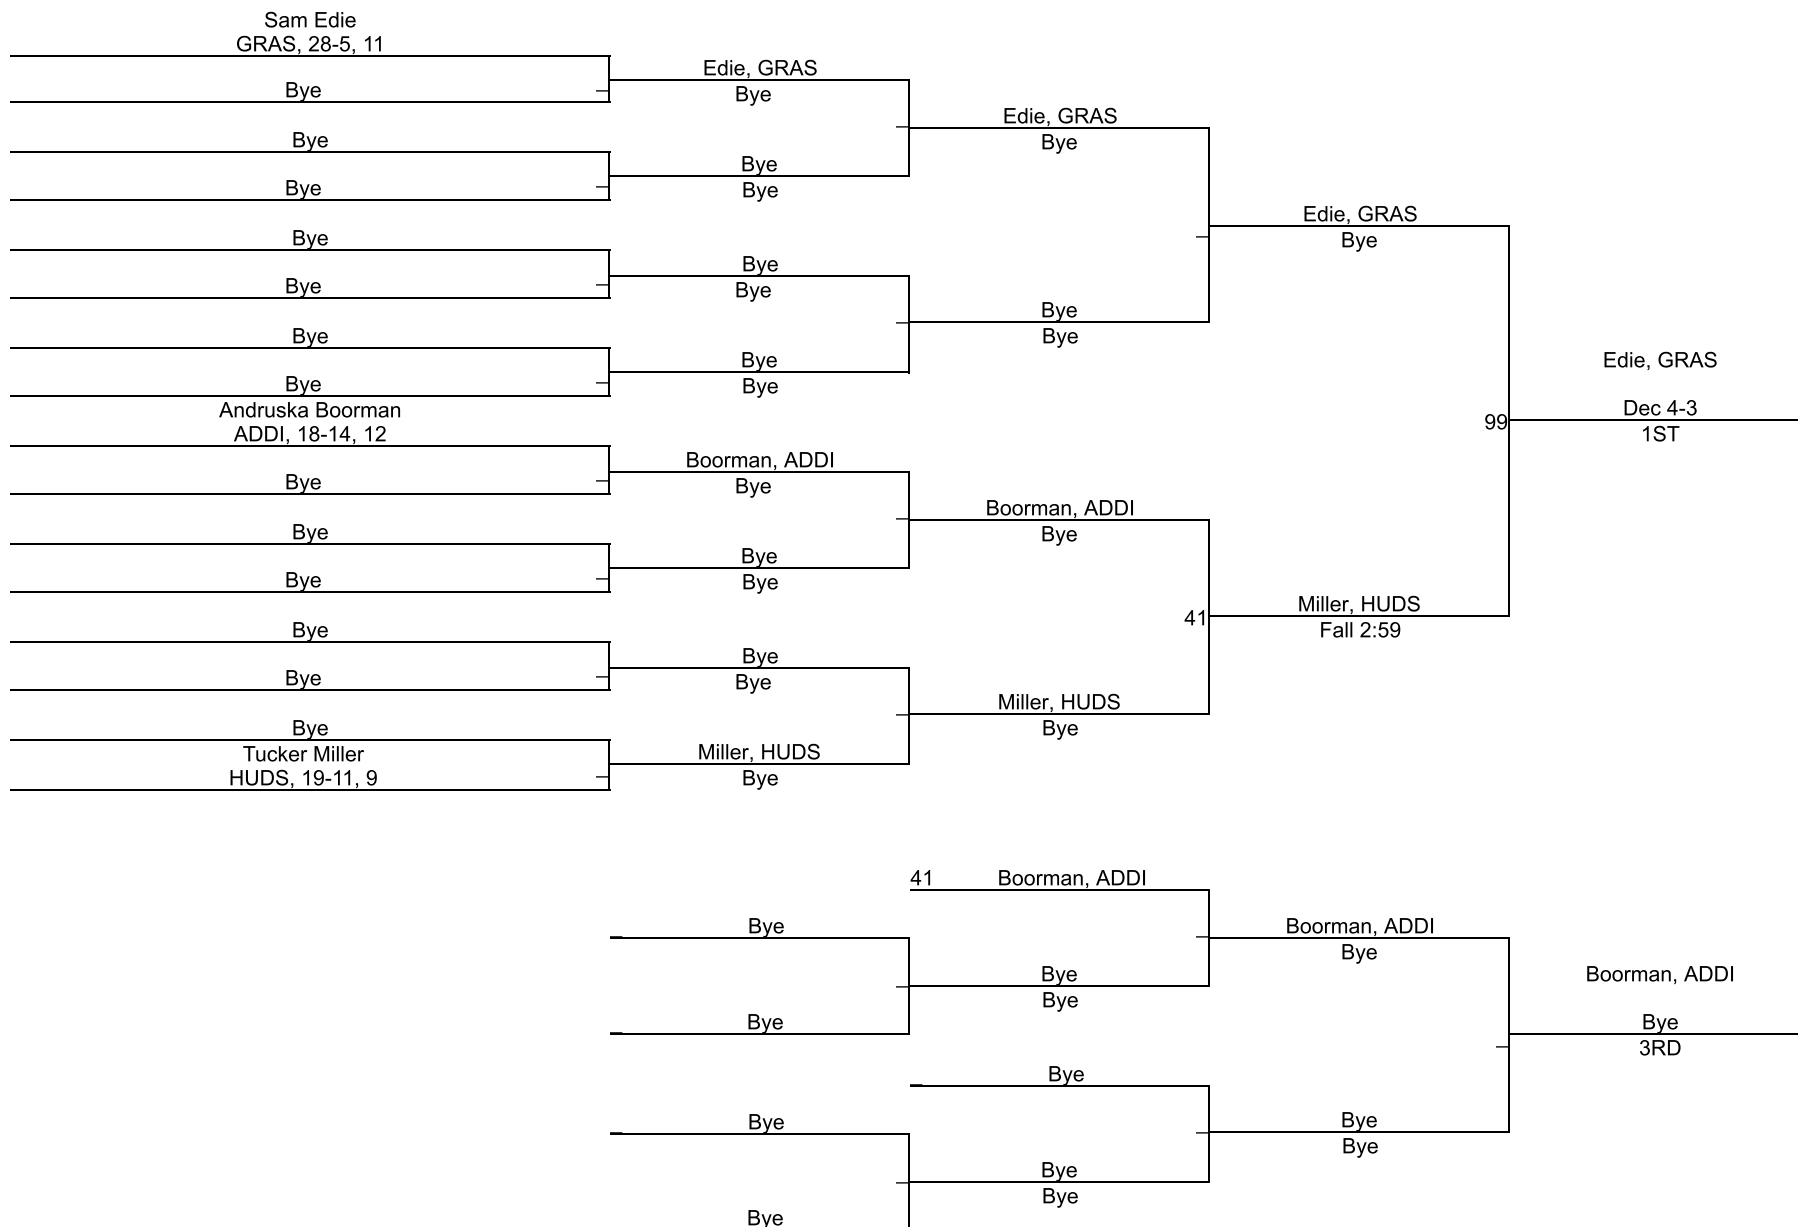 Sam Edie
GRAS, 28-5, 11
Bye
Bye
Bye
Bye
Bye
Bye
Bye
Andruska Boorman
ADDI, 18-14, 12
Bye
Bye
Bye
Bye
Bye
Bye
Tucker Miller
HUDS, 19-11, 9
Edie, GRAS
Bye
Bye
Bye
Bye
Bye
Bye
Bye
Boorman, ADDI
Bye
Bye
Bye
Bye
Bye
Miller, HUDS
Bye
Edie, GRAS
Bye
Bye
Bye
Boorman, ADDI
Bye
Miller, HUDS
Bye
Edie, GRAS
Bye
41
Miller, HUDS
Fall 2:59
99
Edie, GRAS
Dec 4-3
1ST
Bye
Bye
Bye
Bye
41 Boorman, ADDI
Bye
Bye
Bye
Bye
Bye
Boorman, ADDI
Bye
Bye
Bye
Boorman, ADDI
Bye
3RD